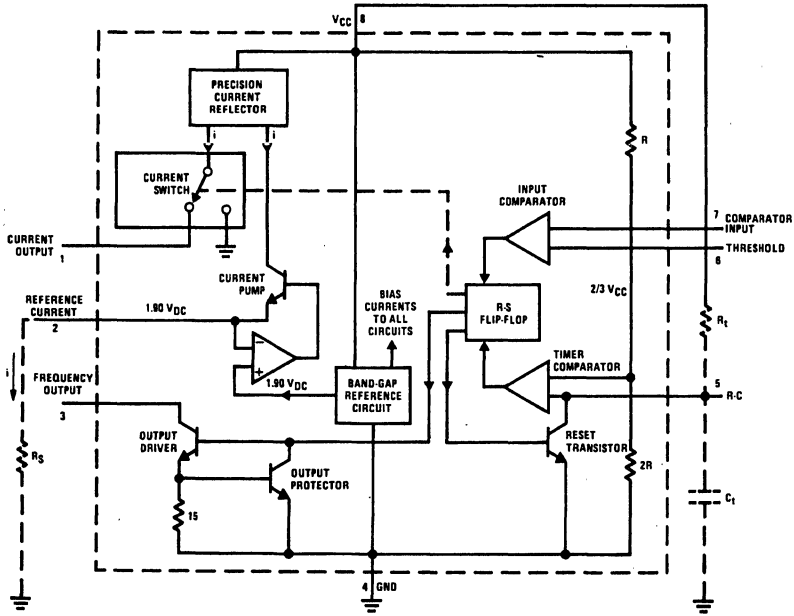 VCC 8
PRECISION
CURRENT
REFLECTOR
i i
R
CURRENT
SWITCH
INPUT
COMPARATOR
7 COMPARATOR
INPUT
THRESHOLD
6
CURRENT
OUTPUT 1
CURRENT
PUMP
BIAS
CURRENTS
TO ALL
CIRCUITS
R-S
FLIP-FLOP
2/3 VCC
Rt
REFERENCE
CURRENT
2
1.90 VDC
i
−
+
1.90 VDC
BAND-GAP
REFERENCE
CIRCUIT
TIMER
COMPARATOR
5
R-C
FREQUENCY
OUTPUT
3
RS
OUTPUT
DRIVER
OUTPUT
PROTECTOR
15
RESET
TRANSISTOR
2R
Ct
4 GND